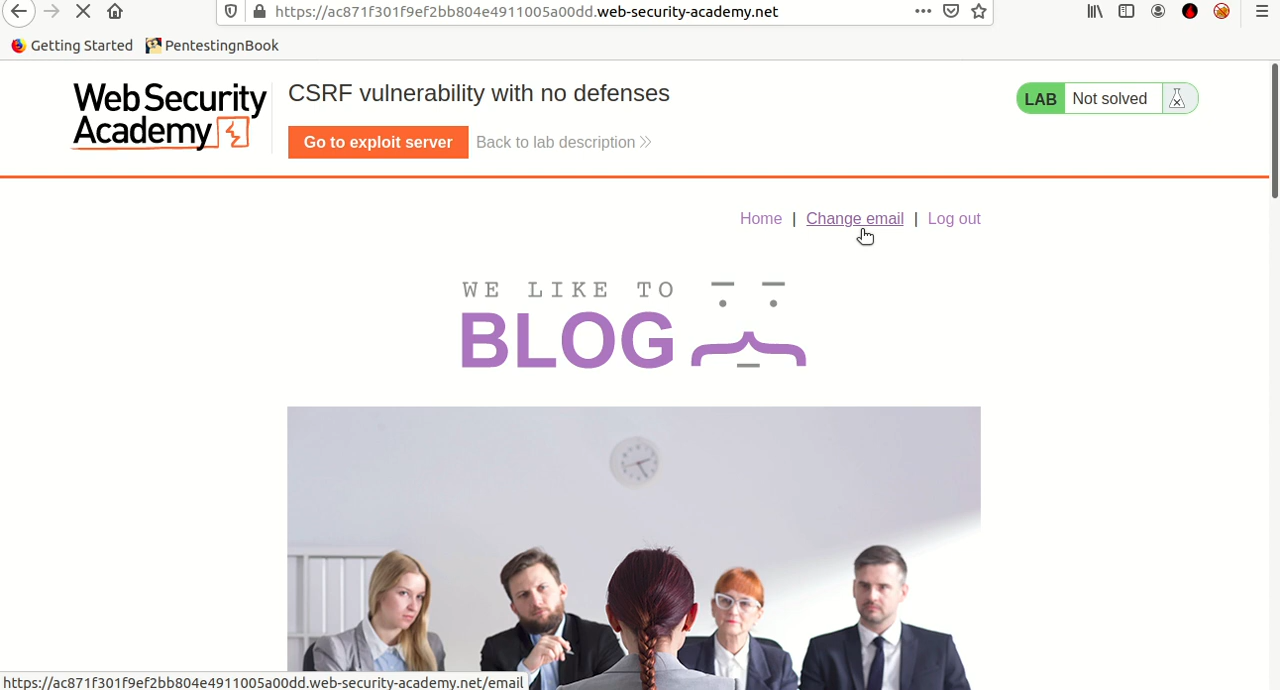 https://ac871f301f9ef2bb804e4911005a00dd.web-security-academy.net
Getting Started PentestingnBook
Web Security
Academy
CSRF vulnerability with no defenses
LAB Not solved
Go to exploit server Back to lab description
Home | Change email | Log out
WE LIKE TO
BLOG
https://ac871f301f9ef2bb804e4911005a00dd.web-security-academy.net/email